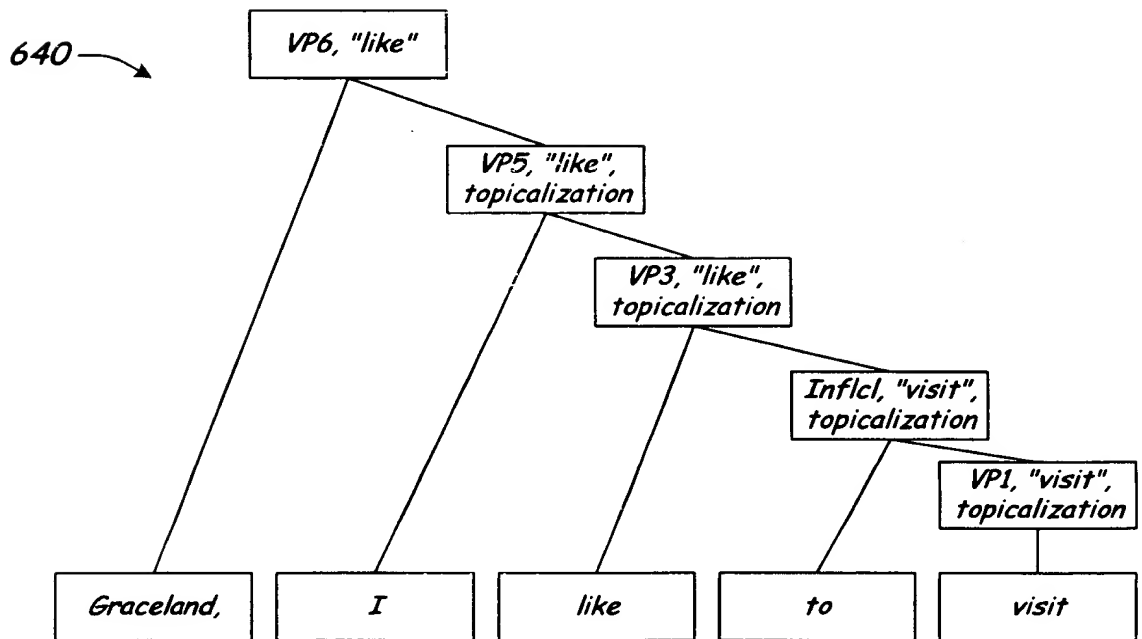 640
VP6, "like"
VP5, "like",
topicalization
VP3, "like",
topicalization
Inflcl, "visit",
topicalization
VP1, "visit",
topicalization
Graceland,
I
like
to
visit